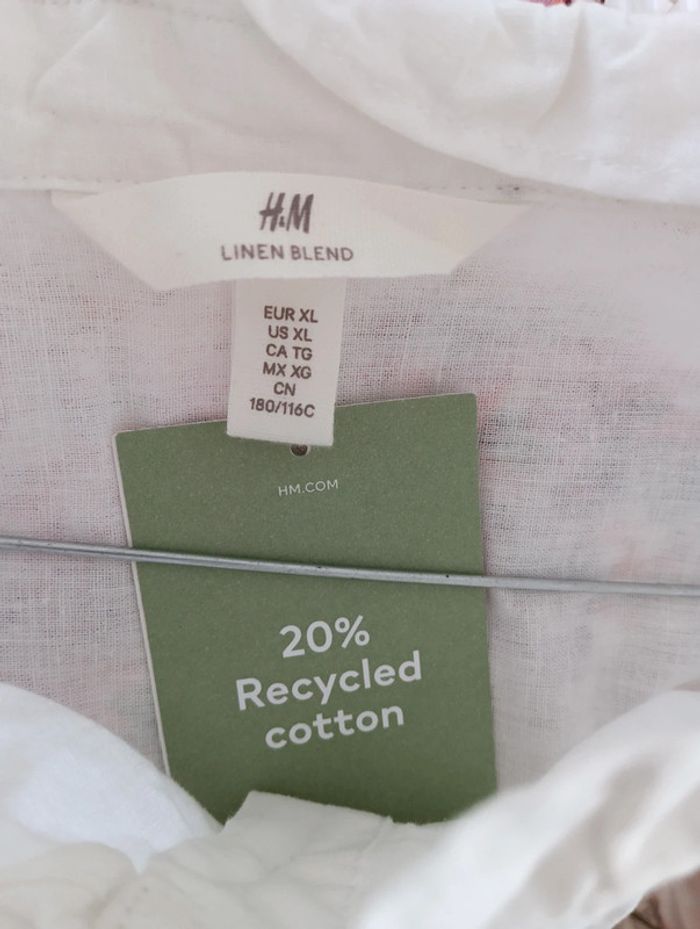 H&M
LINEN BLEND
EUR XL
US XL
CA TG
MX XG
CN
180/116C
HM.COM
20%
Recycled
cotton